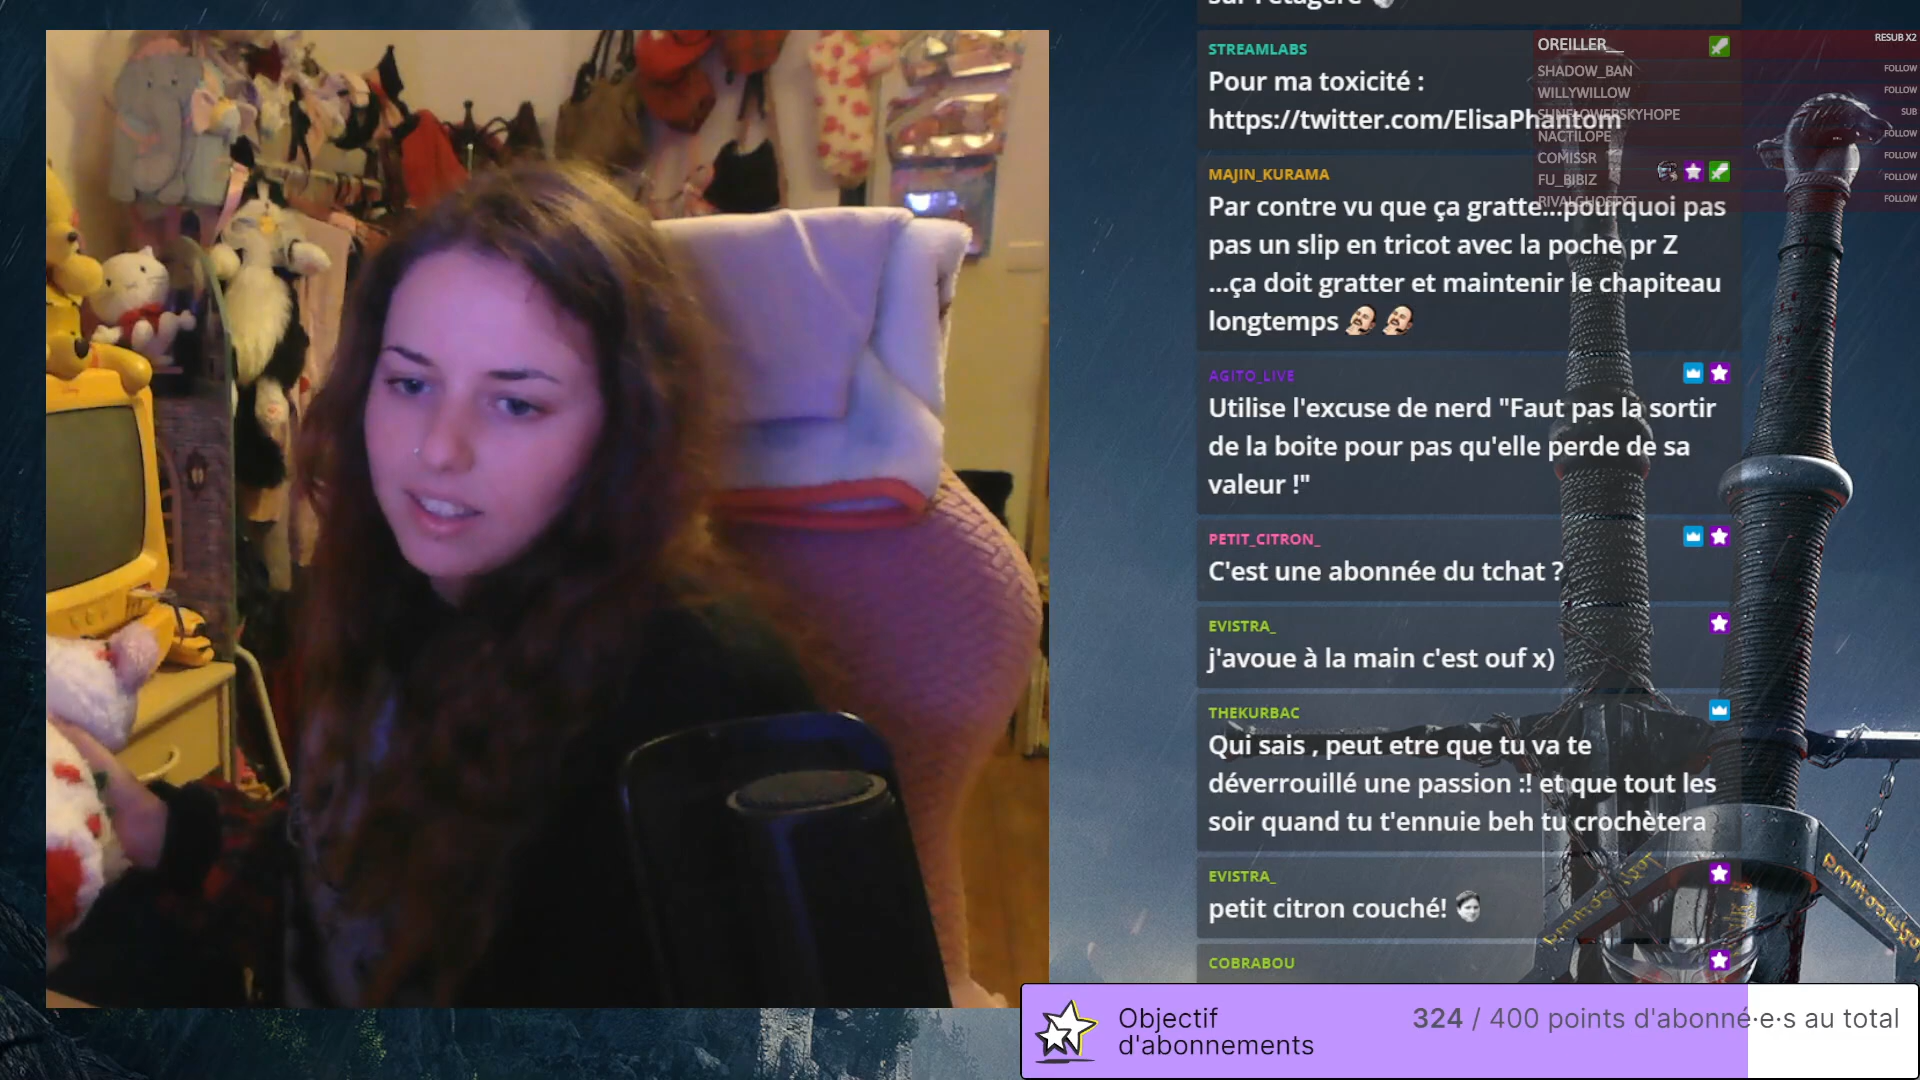 STREAMLABS
Pour ma toxicité :
https://twitter.com/ElisaPhantom
MAJIN_KURAMA
Par contre vu que ça gratte...pourquoi pas
pas un slip en tricot avec la poche pr Z
...ça doit gratter et maintenir le chapiteau
longtemps
AGITO_LIVE
Utilise l'excuse de nerd "Faut pas la sortir
de la boite pour pas qu'elle perde de sa
valeur !"
PETIT_CITRON_
C'est une abonnée du tchat ?
EVISTRA_
j'avoue à la main c'est ouf x)
THEKURBAC
Qui sais , peut etre que tu va te
déverrouillé une passion :! et que tout les
soir quand tu t'ennuie beh tu crochètera
EVISTRA_
petit citron couché!
COBRABOU
OREILLER__ RESUB X2
SHADOW_BAN FOLLOW
WILLYWILLOW FOLLOW
SUNFLOWERSKYHOPE SUB
NACTILOPE FOLLOW
COMISSR FOLLOW
FU_BIBIZ FOLLOW
RIVALGHOSTYT FOLLOW
Objectif
d'abonnements
324 / 400 points d'abonné·e·s au total